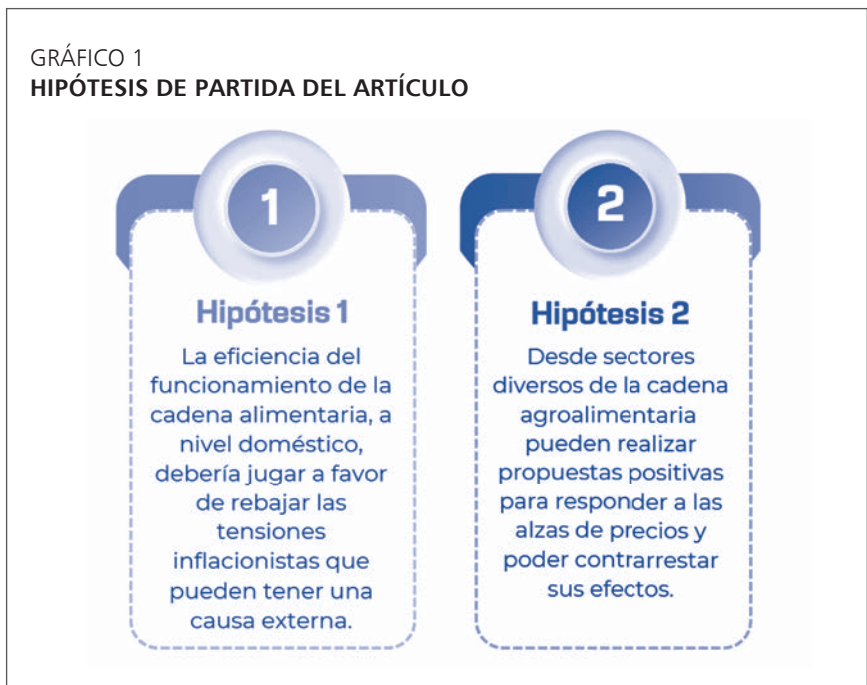 GRÁFICO 1
HIPÓTESIS DE PARTIDA DEL ARTÍCULO
1
Hipótesis 1
La eficiencia del
funcionamiento de la
cadena alimentaria, a
nivel doméstico,
debería jugar a favor
de rebajar las
tensiones
inflacionistas que
pueden tener una
causa externa.
2
Hipótesis 2
Desde sectores
diversos de la cadena
agroalimentaria
pueden realizar
propuestas positivas
para responder a las
alzas de precios y
poder contrarrestar
sus efectos.